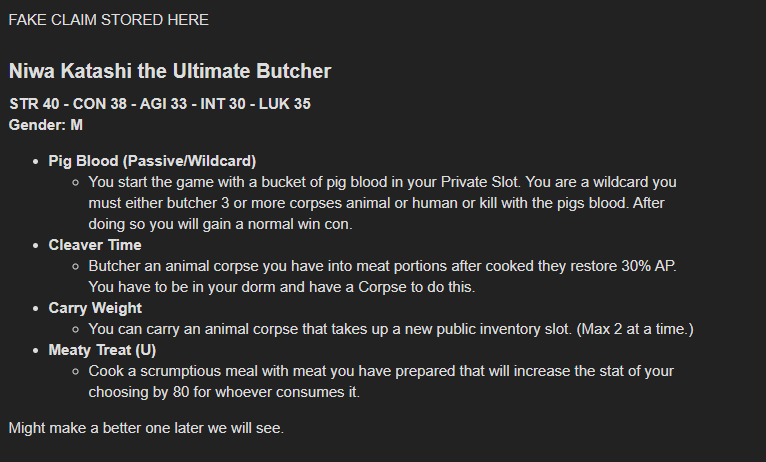 FAKE CLAIM STORED HERE
Niwa Katashi the Ultimate Butcher
STR 40 - CON 38 - AGI 33 - INT 30 - LUK 35
Gender: M
• Pig Blood (Passive/Wildcard)
◦ You start the game with a bucket of pig blood in your Private Slot. You are a wildcard you
must either butcher 3 or more corpses animal or human or kill with the pigs blood. After
doing so you will gain a normal win con.
• Cleaver Time
◦ Butcher an animal corpse you have into meat portions after cooked they restore 30% AP.
You have to be in your dorm and have a Corpse to do this.
• Carry Weight
◦ You can carry an animal corpse that takes up a new public inventory slot. (Max 2 at a time.)
• Meaty Treat (U)
◦ Cook a scrumptious meal with meat you have prepared that will increase the stat of your
choosing by 80 for whoever consumes it.
Might make a better one later we will see.